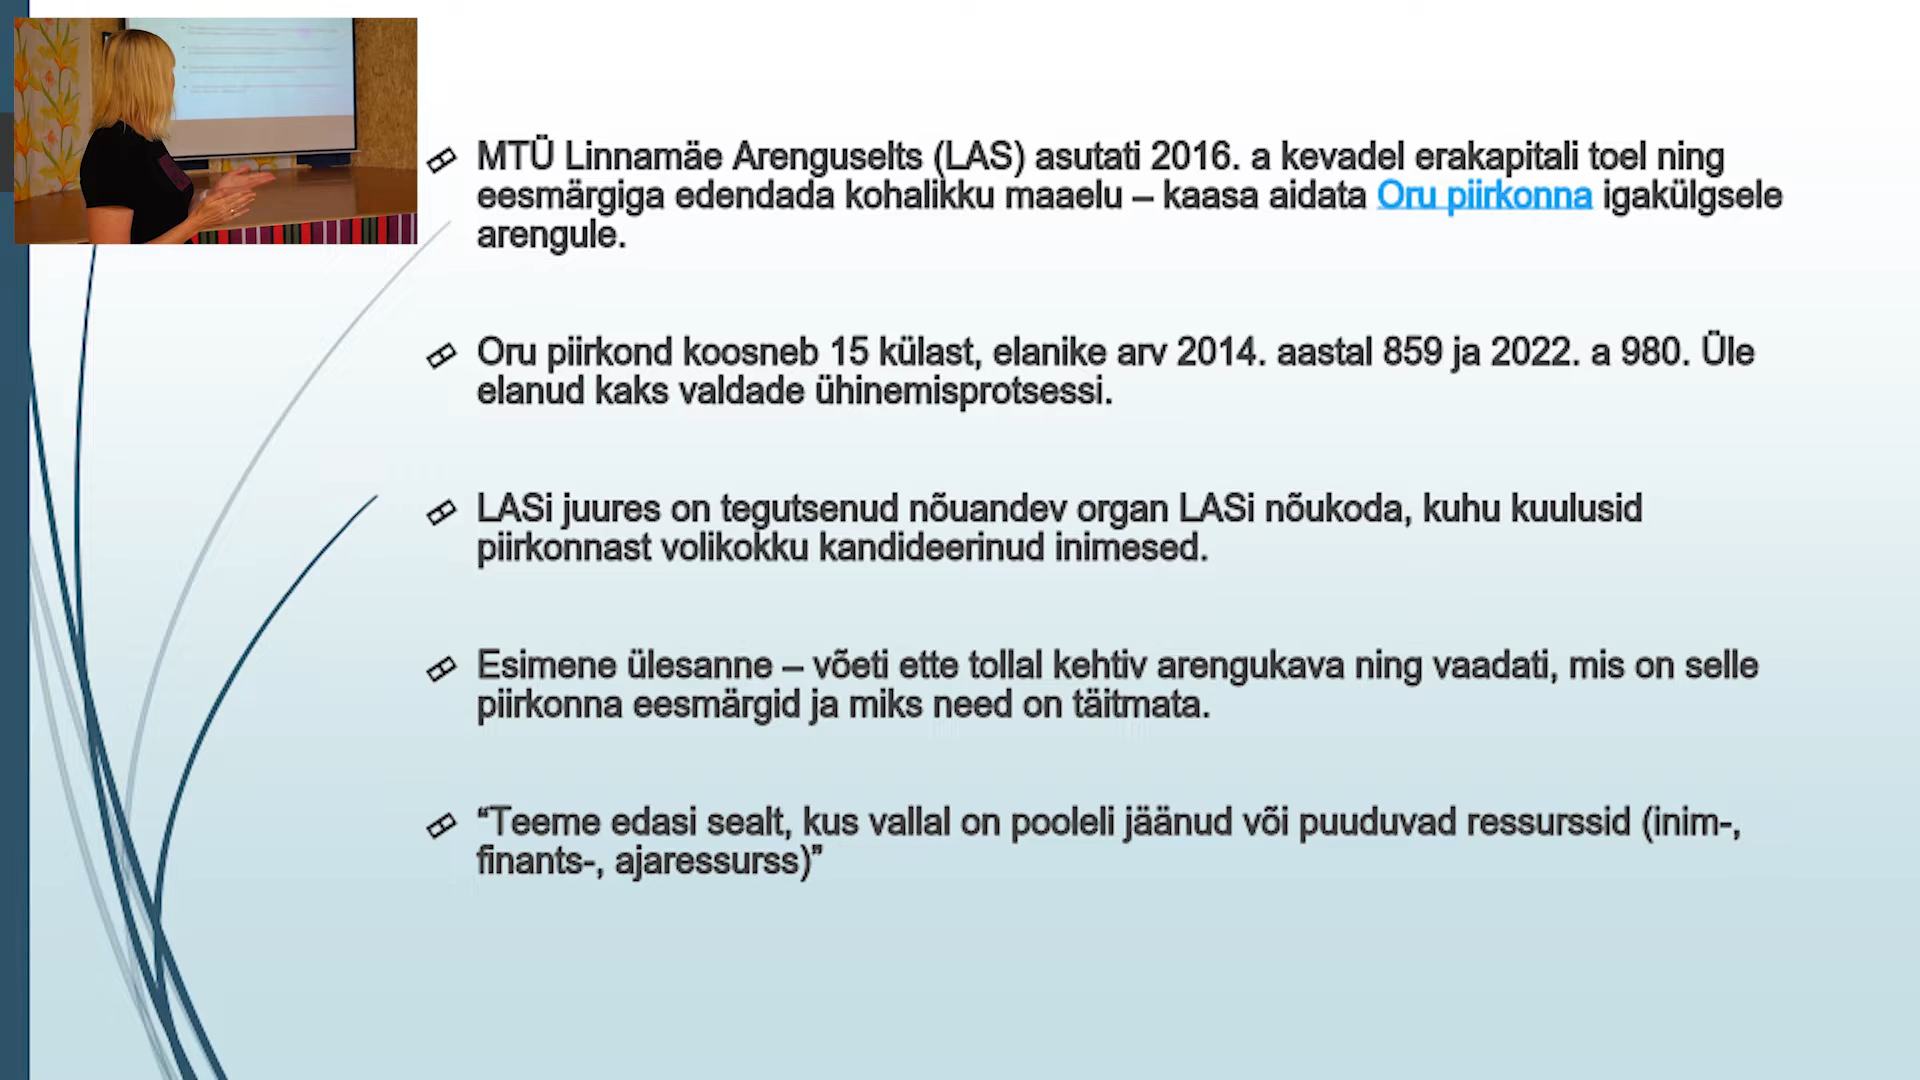 MTÜ Linnamäe Arenguselts (LAS) asutati 2016. a kevadel erakapitali toel ning
eesmärgiga edendada kohalikku maaelu – kaasa aidata Oru piirkonna igakülgsele
arengule.
Oru piirkond koosneb 15 külast, elanike arv 2014. aastal 859 ja 2022. a 980. Üle
elanud kaks valdade ühinemisprotsessi.
LASi juures on tegutsenud nõuandev organ LASi nõukoda, kuhu kuulusid
piirkonnast volikokku kandideerinud inimesed.
Esimene ülesanne – võeti ette tollal kehtiv arengukava ning vaadati, mis on selle
piirkonna eesmärgid ja miks need on täitmata.
“Teeme edasi sealt, kus vallal on pooleli jäänud või puuduvad ressurssid (inim-,
finants-, ajaressurss)”